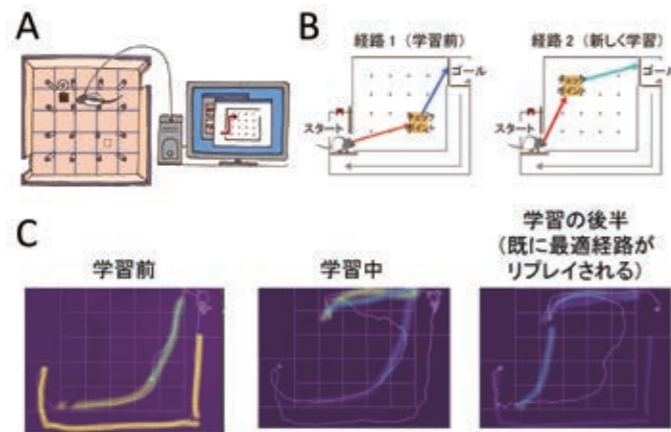 A
B
経路 1（学習前）
ゴール
チェック
ポイント
スタート
経路 2（新しく学習）
ゴール
チェック
ポイント
スタート
C
学習前
学習中
学習の後半
（既に最適経路が
リプレイされる）